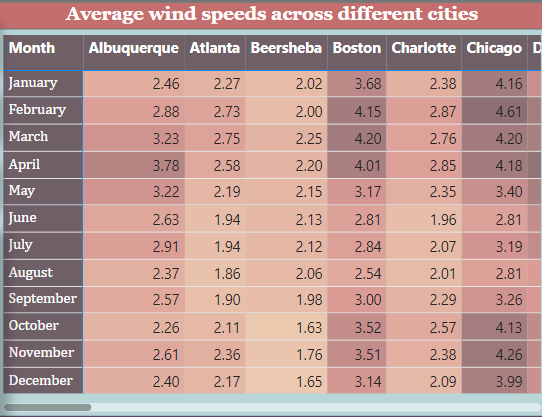 Average wind speeds across different cities
Month Albuquerque Atlanta Beersheba Boston Charlotte Chicago D
January 2.46 2.27 2.02 3.68 2.38 4.16
February 2.88 2.73 2.00 4.15 2.87 4.61
March 3.23 2.75 2.25 4.20 2.76 4.20
April 3.78 2.58 2.20 4.01 2.85 4.18
May 3.22 2.19 2.15 3.17 2.35 3.40
June 2.63 1.94 2.13 2.81 1.96 2.81
July 2.91 1.94 2.12 2.84 2.07 3.19
August 2.37 1.86 2.06 2.54 2.01 2.81
September 2.57 1.90 1.98 3.00 2.29 3.26
October 2.26 2.11 1.63 3.52 2.57 4.13
November 2.61 2.36 1.76 3.51 2.38 4.26
December 2.40 2.17 1.65 3.14 2.09 3.99